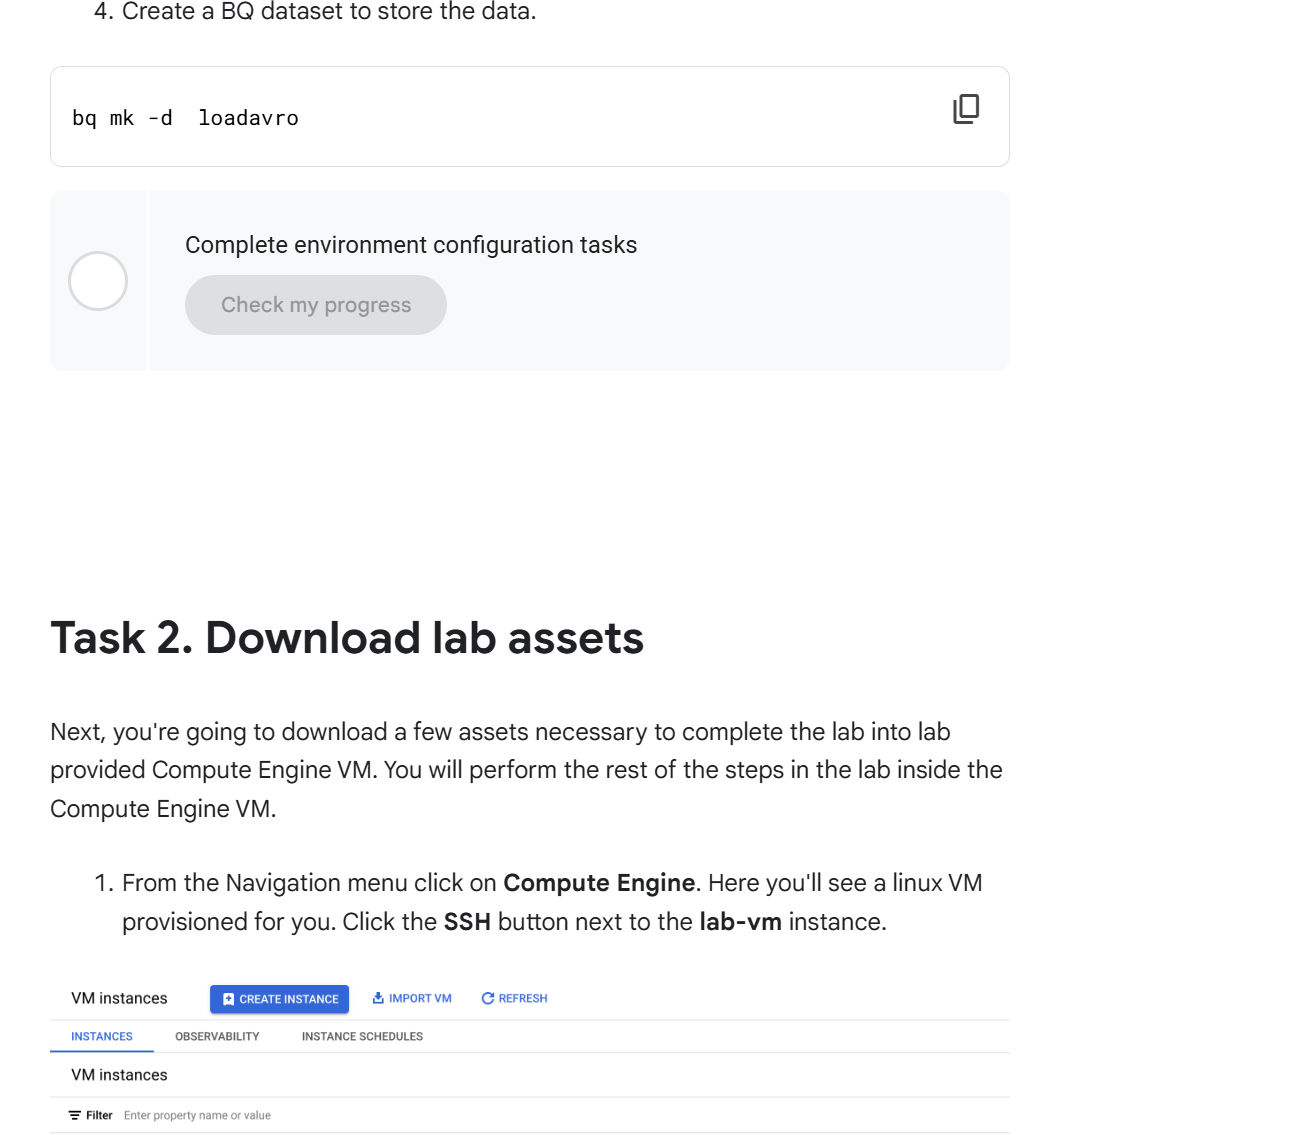 4. Create a BQ dataset to store the data.
bq mk -d  loadavro
Complete environment configuration tasks
Check my progress
Task 2. Download lab assets
Next, you're going to download a few assets necessary to complete the lab into lab
provided Compute Engine VM. You will perform the rest of the steps in the lab inside the
Compute Engine VM.
1. From the Navigation menu click on Compute Engine. Here you'll see a linux VM
provisioned for you. Click the SSH button next to the lab-vm instance.
VM instances CREATE INSTANCE IMPORT VM REFRESH
INSTANCES OBSERVABILITY INSTANCE SCHEDULES
VM instances
Filter Enter property name or value